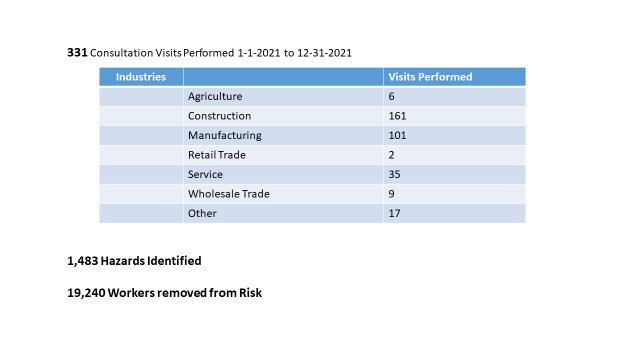 331 Consultation Visits Performed 1-1-2021 to 12-31-2021
Industries Visits Performed
Agriculture 6
Construction 161
Manufacturing 101
Retail Trade 2
Service 35
Wholesale Trade 9
Other 17
1,483 Hazards Identified
19,240 Workers removed from Risk